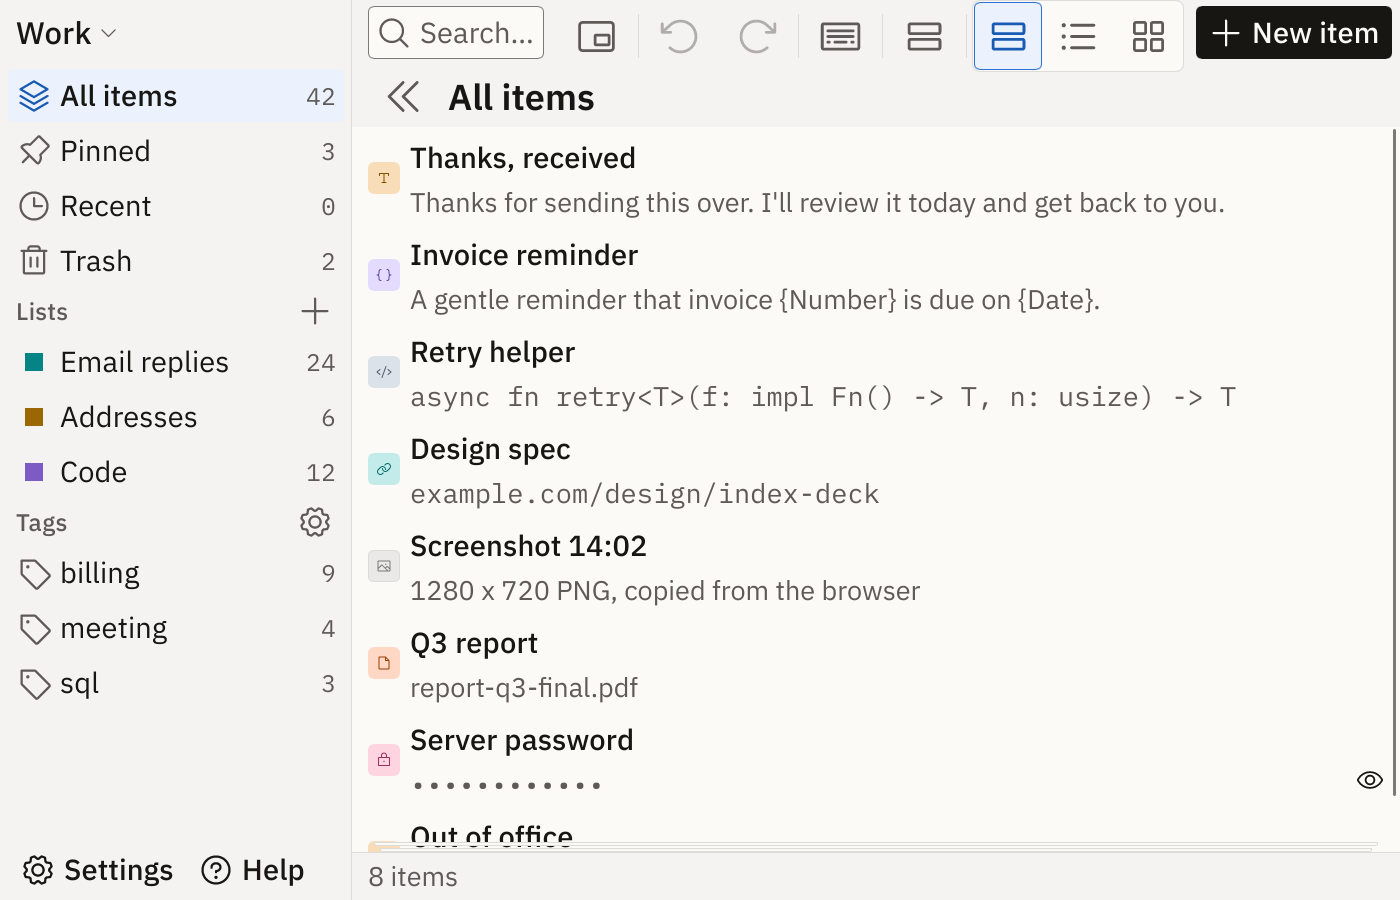 Work
Search...
New item
All items 42
Pinned 3
Recent 0
Trash 2
Lists
Email replies 24
Addresses 6
Code 12
Tags
billing 9
meeting 4
sql 3
Settings
Help
All items
T
Thanks, received
Thanks for sending this over. I'll review it today and get back to you.
{}
Invoice reminder
A gentle reminder that invoice {Number} is due on {Date}.
</>
Retry helper
async fn retry<T>(f: impl Fn() -> T, n: usize) -> T
Design spec
example.com/design/index-deck
Screenshot 14:02
1280 x 720 PNG, copied from the browser
Q3 report
report-q3-final.pdf
Server password
••••••••••••
Out of office
8 items